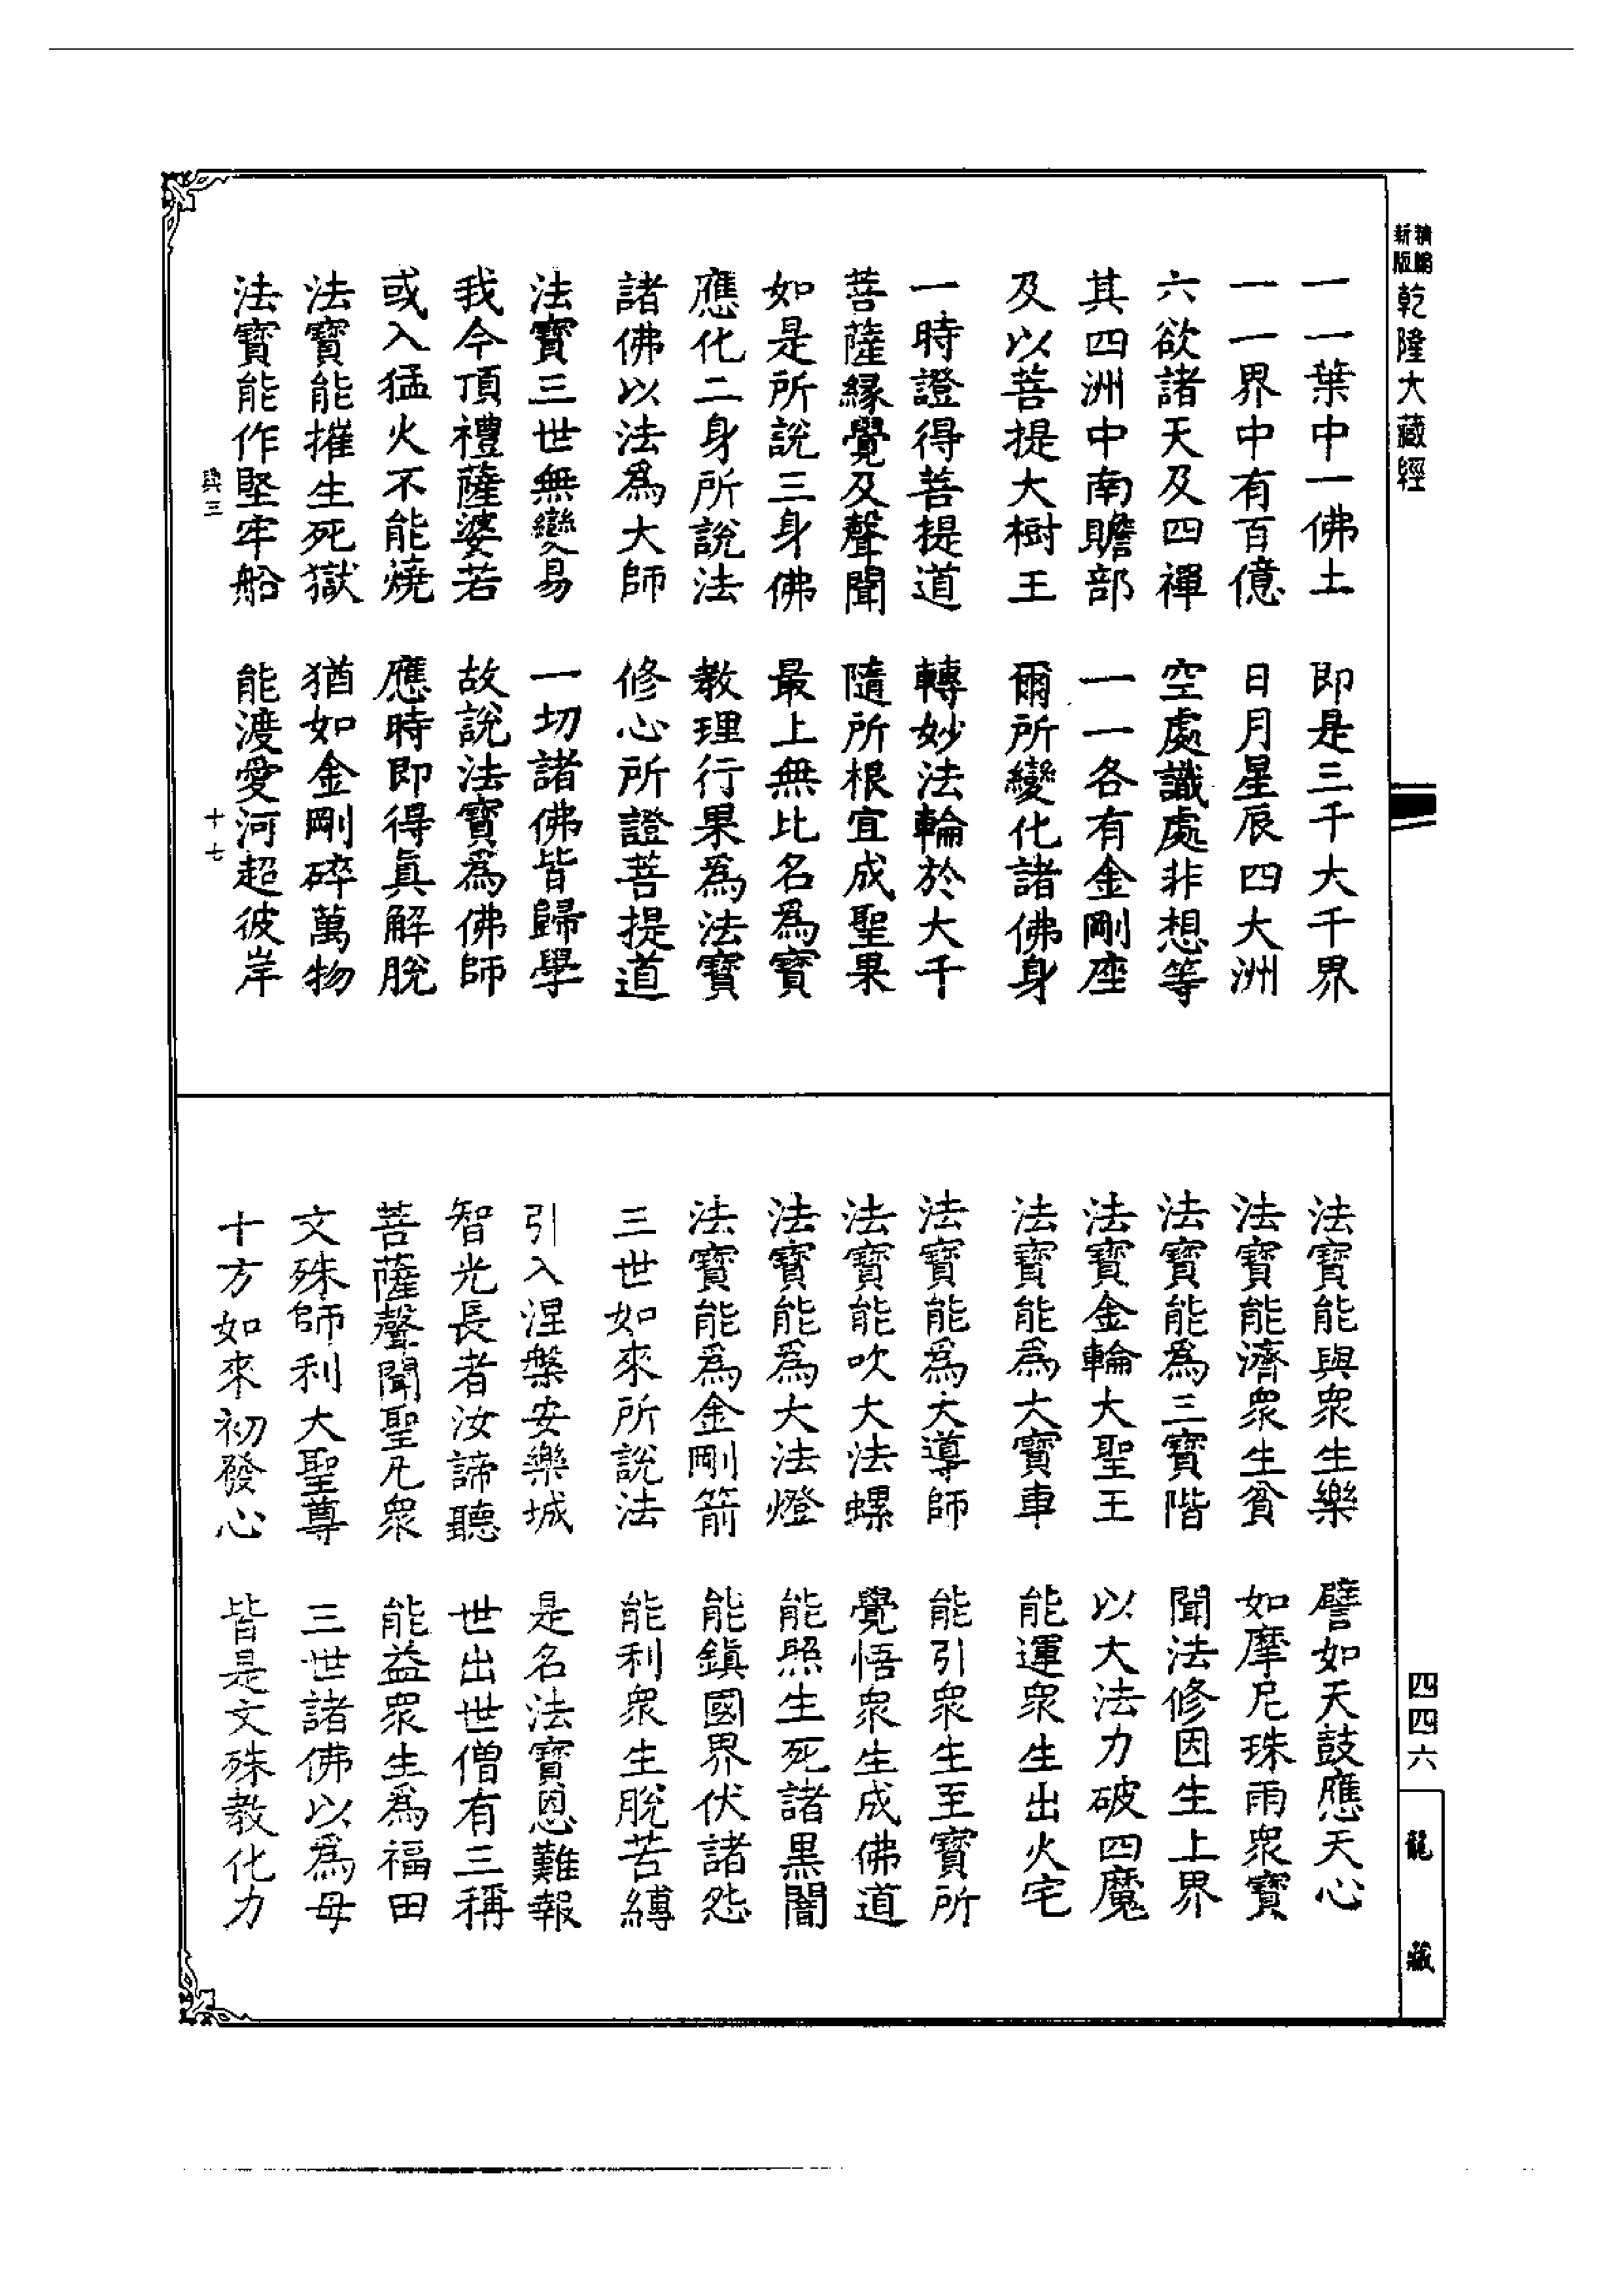 新版
乾隆大藏經
一一葉中一佛土　即是三千大千界
一一界中有百億　日月星辰四大洲
六欲諸天及四禪　空處識處非想等
其四洲中南贍部　一一各有金剛座
及以菩提大樹王　爾所變化諸佛身
一時證得菩提道　轉妙法輪於大千
菩薩緣覺及聲聞　隨所根宜成聖果
如是所說三身佛　最上無比名爲寶
應化二身所說法　教理行果爲法寶
諸佛以法爲大師　修心所證菩提道
法寶三世無變易　一切諸佛皆歸學
我今頂禮薩婆若　故說法寶爲佛師
或入猛火不能燒　應時即得眞解脫
法寶能摧生死獄　猶如金剛碎萬物
法寶能作堅牢船　能渡愛河超彼岸
三　十七
法寶能與衆生樂　譬如天鼓應天心
法寶能濟衆生貧　如摩尼珠雨衆寶
法寶能爲三寶階　聞法修因生上界
法寶金輪大聖王　以大法力破四魔
法寶能爲大寶車　能運衆生出火宅
法寶能爲大導師　能引衆生至寶所
法寶能吹大法螺　覺悟衆生成佛道
法寶能爲大法燈　能照生死諸黑闇
法寶能爲金剛箭　能鎭國界伏諸怨
三世如來所說法　能利衆生脫苦縛
引入涅槃安樂城　是名法寶恩難報
智光長者汝諦聽　世出世僧有三稱
菩薩聲聞聖凡衆　能益衆生爲福田
文殊師利大聖尊　三世諸佛以爲母
十方如來初發心　皆是文殊教化力
四四六
龍藏